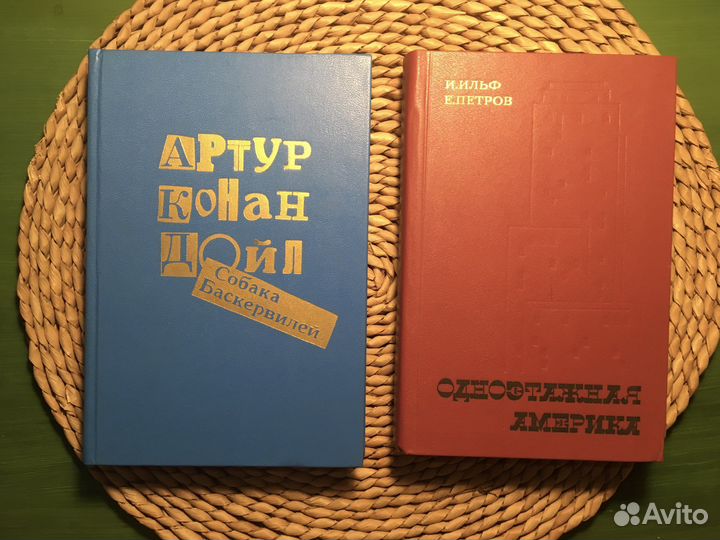 АРТУР
КОНАН
ДОЙЛ
Собака
Баскервилей
И.ИЛЬФ
Е.ПЕТРОВ
ОДНОЭТАЖНАЯ
АМЕРИКА
Avito